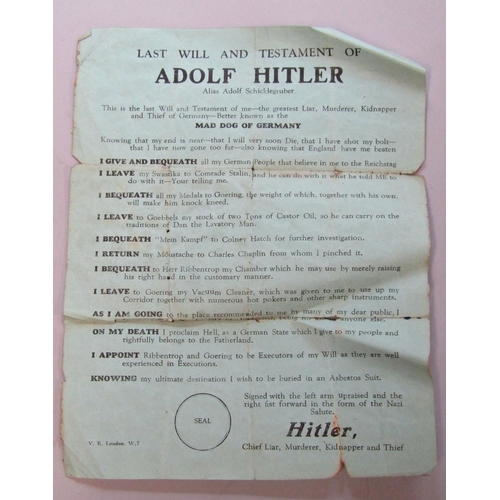 LAST WILL AND TESTAMENT OF
ADOLF HITLER
Alias Adolf Schicklegruber
This is the last Will and Testament of me—the greatest Liar, Murderer, Kidnapper
and Thief of Germany—Better known as the
MAD DOG OF GERMANY
Knowing that my end is near—that I will very soon Die, that I have shot my bolt—
that I have now gone too far—also knowing that England have me beaten
I GIVE AND BEQUEATH all my German People that believe in me to the Reichstag
I LEAVE my Swastika to Comrade Stalin, and he can do with it what he told ME to
do with it—Your telling me.
I BEQUEATH all my Medals to Goering, the weight of which, together with his own,
will make him knock kneed.
I LEAVE to Goebbels my stock of two Tons of Castor Oil, so he can carry on the
traditions of Dan the Lavatory Man.
I BEQUEATH "Mein Kampf" to Colney Hatch for further investigation.
I RETURN my Moustache to Charles Chaplin from whom I pinched it.
I BEQUEATH to Herr Ribbentrop my Chamber which he may use by merely raising
his right hand in the customary manner.
I LEAVE to Goering my Vacuum Cleaner, which was given to me to use up my
Corridor together with numerous hot pokers and other sharp instruments.
AS I AM GOING to the place recommended to me by many of my dear public, I
anyone else.
ON MY DEATH I proclaim Hell, as a German State which I give to my people and
rightfully belongs to the Fatherland.
I APPOINT Ribbentrop and Goering to be Executors of my Will as they are well
experienced in Executions.
KNOWING my ultimate destination I wish to be buried in an Asbestos Suit.
Signed with the left arm upraised and the
right fist forward in the form of the Nazi
Salute.
SEAL
Hitler,
V. R. London, W.7
Chief Liar, Murderer, Kidnapper and Thief